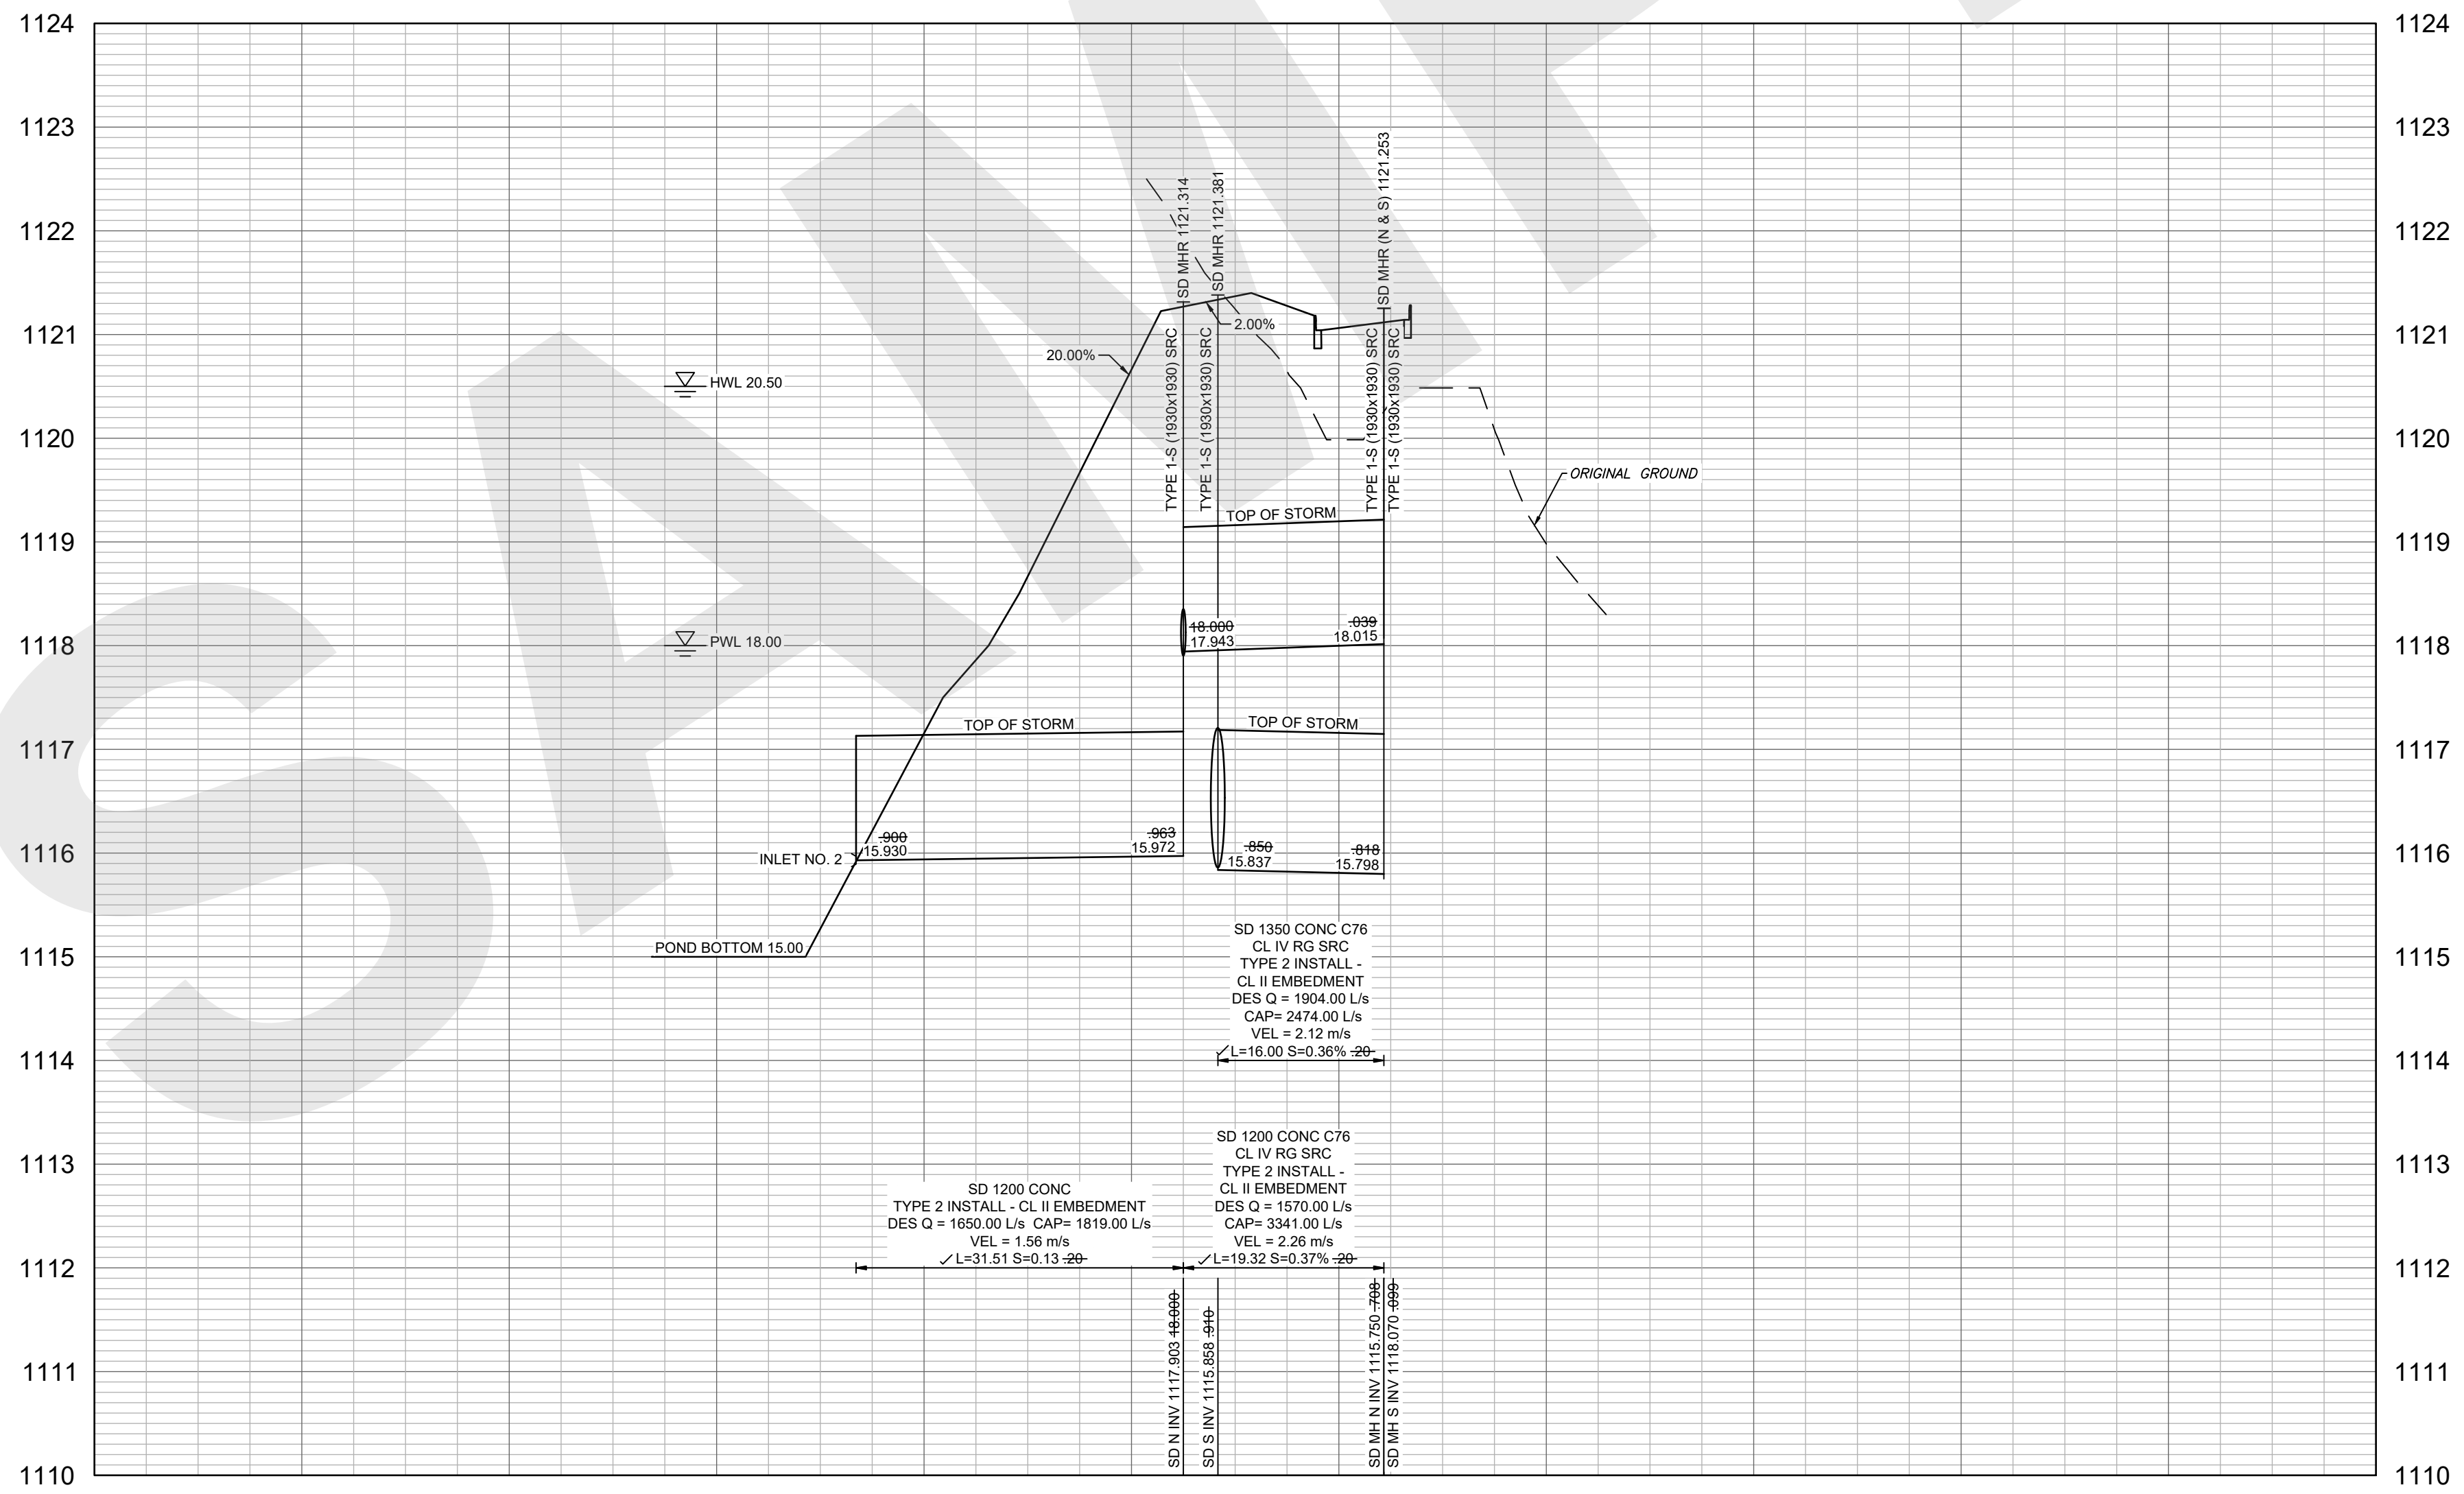 1124
1124
1123
1123
1122
1122
1121
1121
1120
1120
1119
1119
1118
1118
1117
1117
1116
1116
1115
1115
1114
1114
1113
1113
1112
1112
1111
1111
1110
1110
SAMP
SD MHR 1121.314
SD MHR 1121.381
SD MHR (N & S) 1121.253
TYPE 1-S (1930x1930) SRC
TYPE 1-S (1930x1930) SRC
TYPE 1-S (1930x1930) SRC
TYPE 1-S (1930x1930) SRC
2.00%
20.00%
HWL 20.50
ORIGINAL GROUND
TOP OF STORM
18.000
17.943
.039
18.015
PWL 18.00
TOP OF STORM
TOP OF STORM
.900
15.930
.963
15.972
.850
15.837
.818
15.798
INLET NO. 2
POND BOTTOM 15.00
SD 1350 CONC C76
CL IV RG SRC
TYPE 2 INSTALL -
CL II EMBEDMENT
DES Q = 1904.00 L/s
CAP= 2474.00 L/s
VEL = 2.12 m/s
L=16.00 S=0.36% .20
SD 1200 CONC
TYPE 2 INSTALL - CL II EMBEDMENT
DES Q = 1650.00 L/s CAP= 1819.00 L/s
VEL = 1.56 m/s
L=31.51 S=0.13 .20
SD 1200 CONC C76
CL IV RG SRC
TYPE 2 INSTALL -
CL II EMBEDMENT
DES Q = 1570.00 L/s
CAP= 3341.00 L/s
VEL = 2.26 m/s
L=19.32 S=0.37% .20
SD N INV 1117.903 18.000
SD S INV 1115.858 .910
SD MH N INV 1115.750 .708
SD MH S INV 1118.070 .099